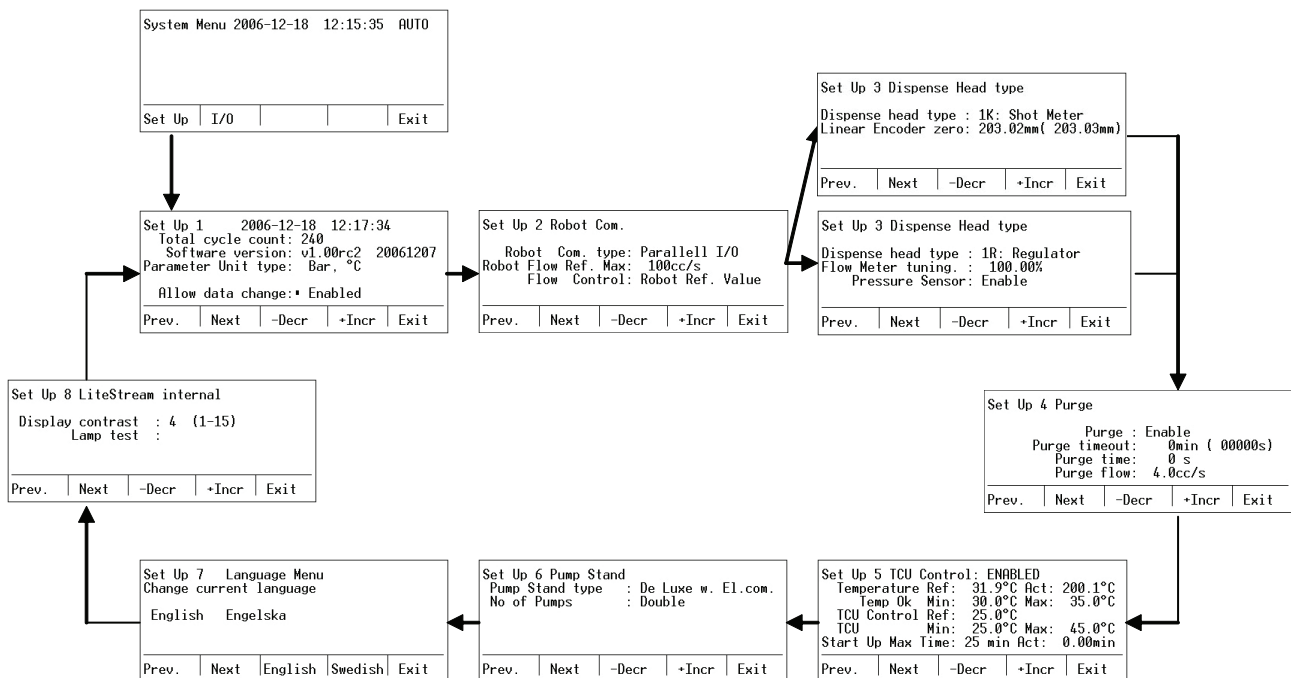 System Menu 2006-12-18 12:15:35 AUTO
Set Up | I/O | | | Exit
Set Up 1 2006-12-18 12:17:34
Total cycle count: 240
Software version: v1.00rc2 20061207
Parameter Unit type: Bar, °C
Allow data change:▪ Enabled
Prev. | Next | -Decr | +Incr | Exit
Set Up 2 Robot Com.
Robot Com. type: Parallell I/O
Robot Flow Ref. Max: 100cc/s
Flow Control: Robot Ref. Value
Prev. | Next | -Decr | +Incr | Exit
Set Up 3 Dispense Head type
Dispense head type : 1K: Shot Meter
Linear Encoder zero: 203.02mm( 203.03mm)
Prev. | Next | -Decr | +Incr | Exit
Set Up 3 Dispense Head type
Dispense head type : 1R: Regulator
Flow Meter tuning. : 100.00%
Pressure Sensor: Enable
Prev. | Next | -Decr | +Incr | Exit
Set Up 4 Purge
Purge : Enable
Purge timeout: 0min ( 00000s)
Purge time: 0 s
Purge flow: 4.0cc/s
Prev. | Next | -Decr | +Incr | Exit
Set Up 5 TCU Control: ENABLED
Temperature Ref: 31.9°C Act: 200.1°C
Temp Ok Min: 30.0°C Max: 35.0°C
TCU Control Ref: 25.0°C
TCU Min: 25.0°C Max: 45.0°C
Start Up Max Time: 25 min Act: 0.00min
Prev. | Next | -Decr | +Incr | Exit
Set Up 6 Pump Stand
Pump Stand type : De Luxe w. El.com.
No of Pumps : Double
Prev. | Next | -Decr | +Incr | Exit
Set Up 7 Language Menu
Change current language
English Engelska
Prev. | Next | English | Swedish | Exit
Set Up 8 LiteStream internal
Display contrast : 4 (1-15)
Lamp test :
Prev. | Next | -Decr | +Incr | Exit